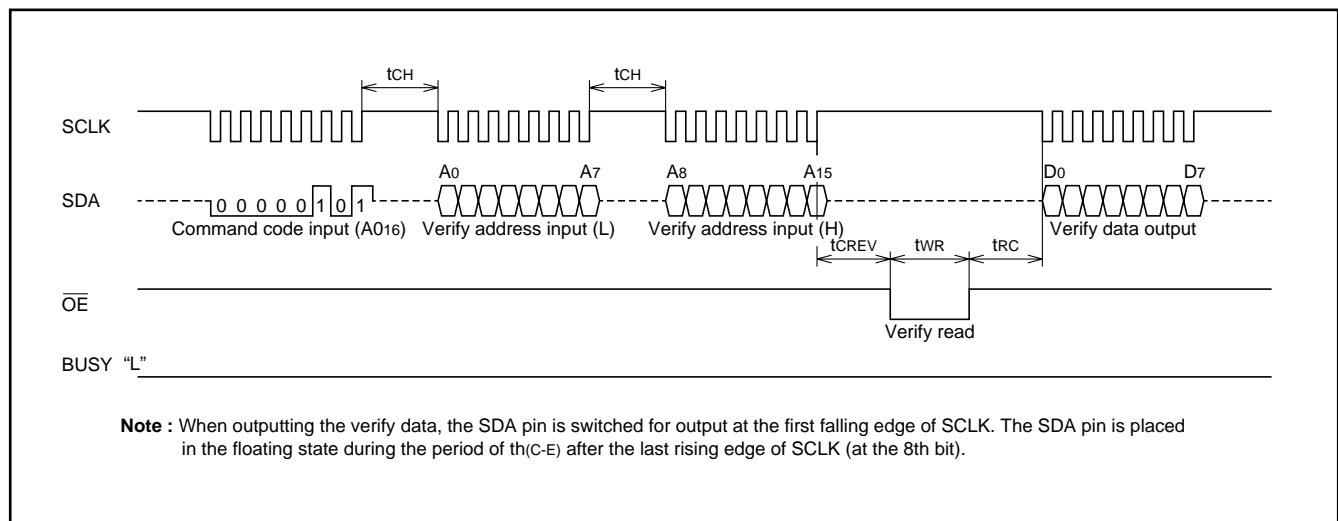 tCH tCH
SCLK
A0 A7 A8 A15 D0 D7
SDA
0 0 0 0 0 1 0 1
Command code input (A016) Verify address input (L) Verify address input (H) Verify data output
tCREV tWR tRC
OE
Verify read
BUSY “L”
Note : When outputting the verify data, the SDA pin is switched for output at the first falling edge of SCLK. The SDA pin is placed
in the floating state during the period of th(C-E) after the last rising edge of SCLK (at the 8th bit).